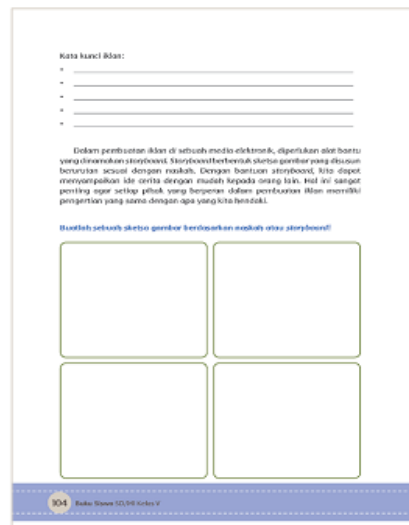 Kata kunci iklan:
Dalam pembuatan iklan di sebuah media elektronik, diperlukan alat bantu
yang dinamakan storyboard. Storyboard berbentuk sketsa gambar yang disusun
berurutan sesuai dengan naskah. Dengan bantuan storyboard, kita dapat
menyampaikan ide cerita dengan mudah kepada orang lain. Hal ini sangat
penting agar setiap pihak yang berperan dalam pembuatan iklan memiliki
pengertian yang sama dengan apa yang kita hendaki.
Buatlah sebuah sketsa gambar berdasarkan naskah atau storyboard!
104 Buku Siswa SD/MI Kelas V